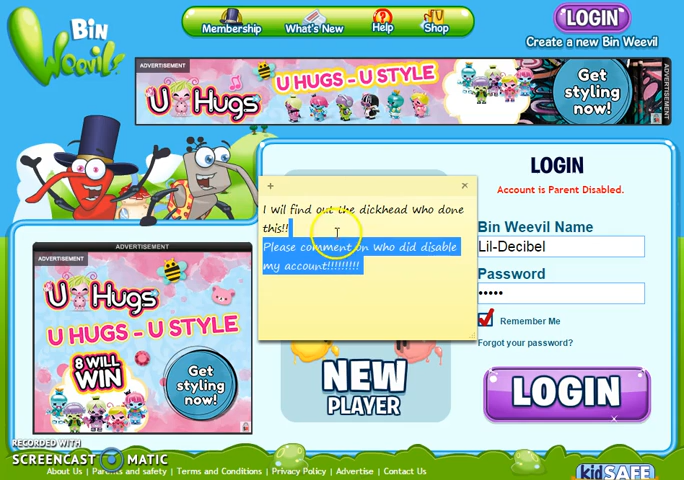 Bin
Weevils
Membership
What's New
Help
Shop
LOGIN
Create a new Bin Weevil
ADVERTISEMENT
U Hugs
U HUGS - U STYLE
Get
styling
now!
ADVERTISEMENT
LOGIN
Account is Parent Disabled.
I Wil find out the dickhead Who done
this!!
Please comment on Who did disable
my account!!!!!!!!!
Bin Weevil Name
Lil-Decibel
Password
•••••
Remember Me
Forgot your password?
LOGIN
ADVERTISEMENT
U Hugs
U HUGS - U STYLE
8 WILL
WIN
Get
styling
now!
NEW
PLAYER
RECORDED WITH
SCREENCAST MATIC
About Us | Parents and safety | Terms and Conditions | Privacy Policy | Advertise | Contact Us
kidSAFE